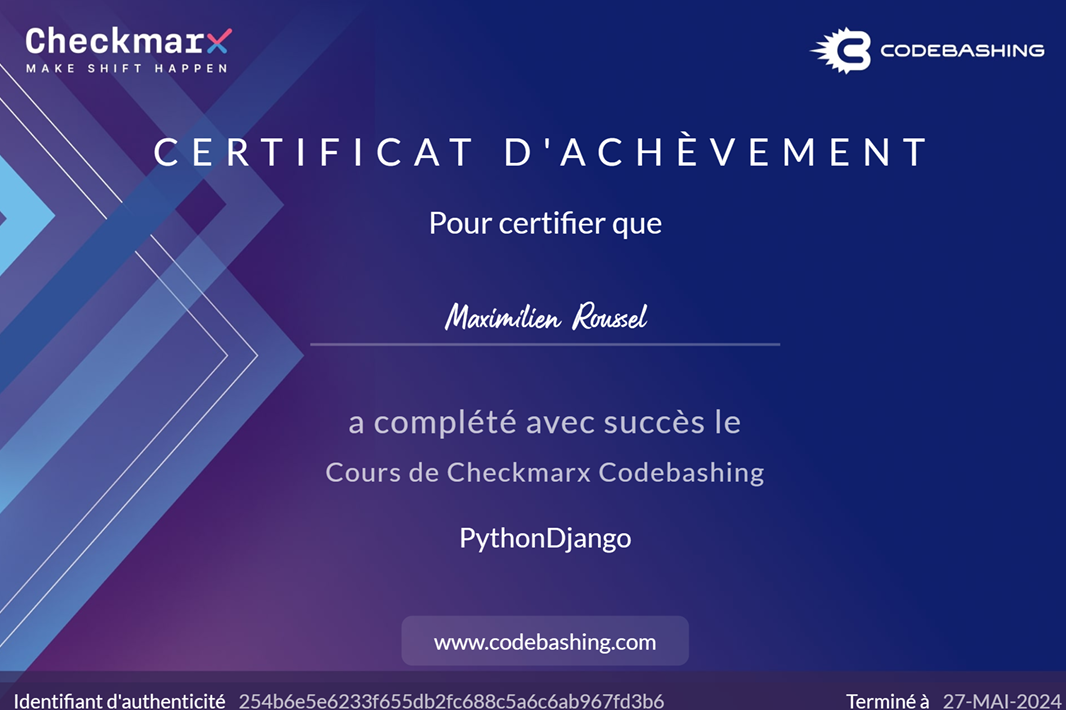 Checkmarx
MAKE SHIFT HAPPEN
CODEBASHING
CERTIFICAT D'ACHÈVEMENT
Pour certifier que
Maximilien Roussel
a complété avec succès le
Cours de Checkmarx Codebashing
PythonDjango
www.codebashing.com
Identifiant d'authenticité 254b6e5e6233f655db2fc688c5a6c6ab967fd3b6
Terminé à 27-MAI-2024